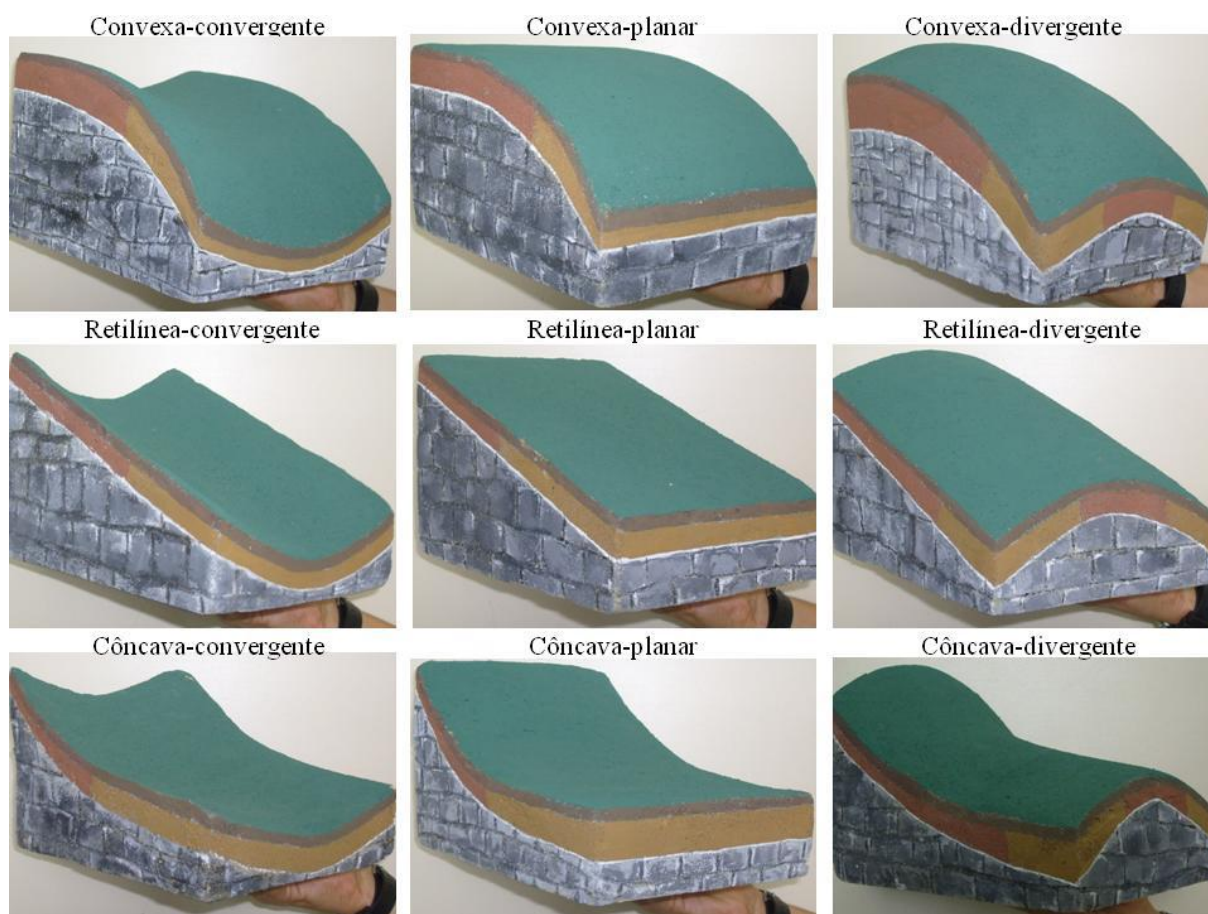 Convexa-convergente
Convexa-planar
Convexa-divergente
Retilínea-convergente
Retilínea-planar
Retilínea-divergente
Côncava-convergente
Côncava-planar
Côncava-divergente